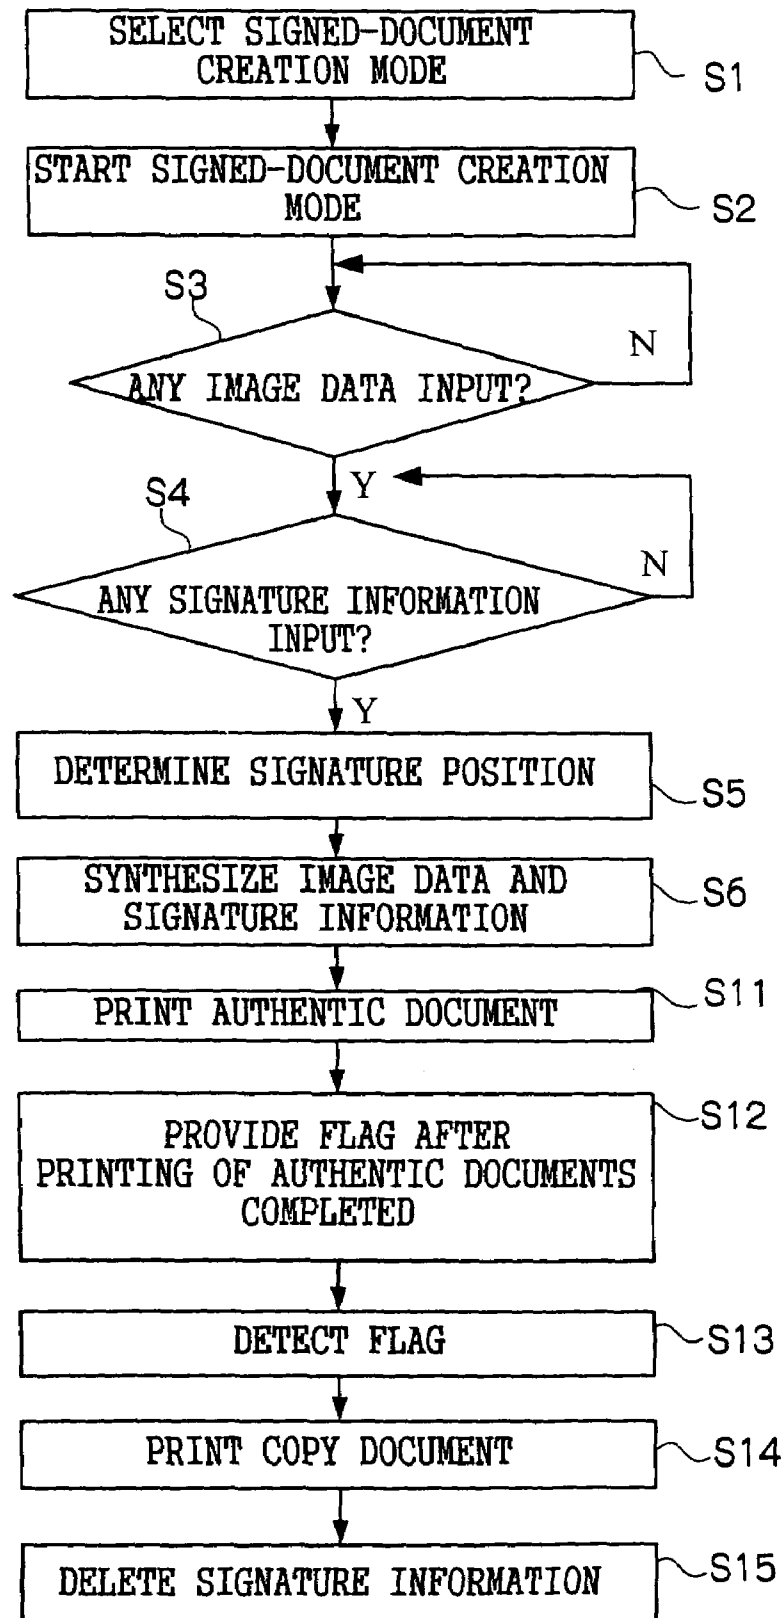 SELECT SIGNED-DOCUMENT
CREATION MODE
S1
START SIGNED-DOCUMENT CREATION
MODE
S2
S3
ANY IMAGE DATA INPUT?
N
Y
S4
ANY SIGNATURE INFORMATION
INPUT?
N
Y
DETERMINE SIGNATURE POSITION
S5
SYNTHESIZE IMAGE DATA AND
SIGNATURE INFORMATION
S6
PRINT AUTHENTIC DOCUMENT
S11
PROVIDE FLAG AFTER
PRINTING OF AUTHENTIC DOCUMENTS
COMPLETED
S12
DETECT FLAG
S13
PRINT COPY DOCUMENT
S14
DELETE SIGNATURE INFORMATION
S15